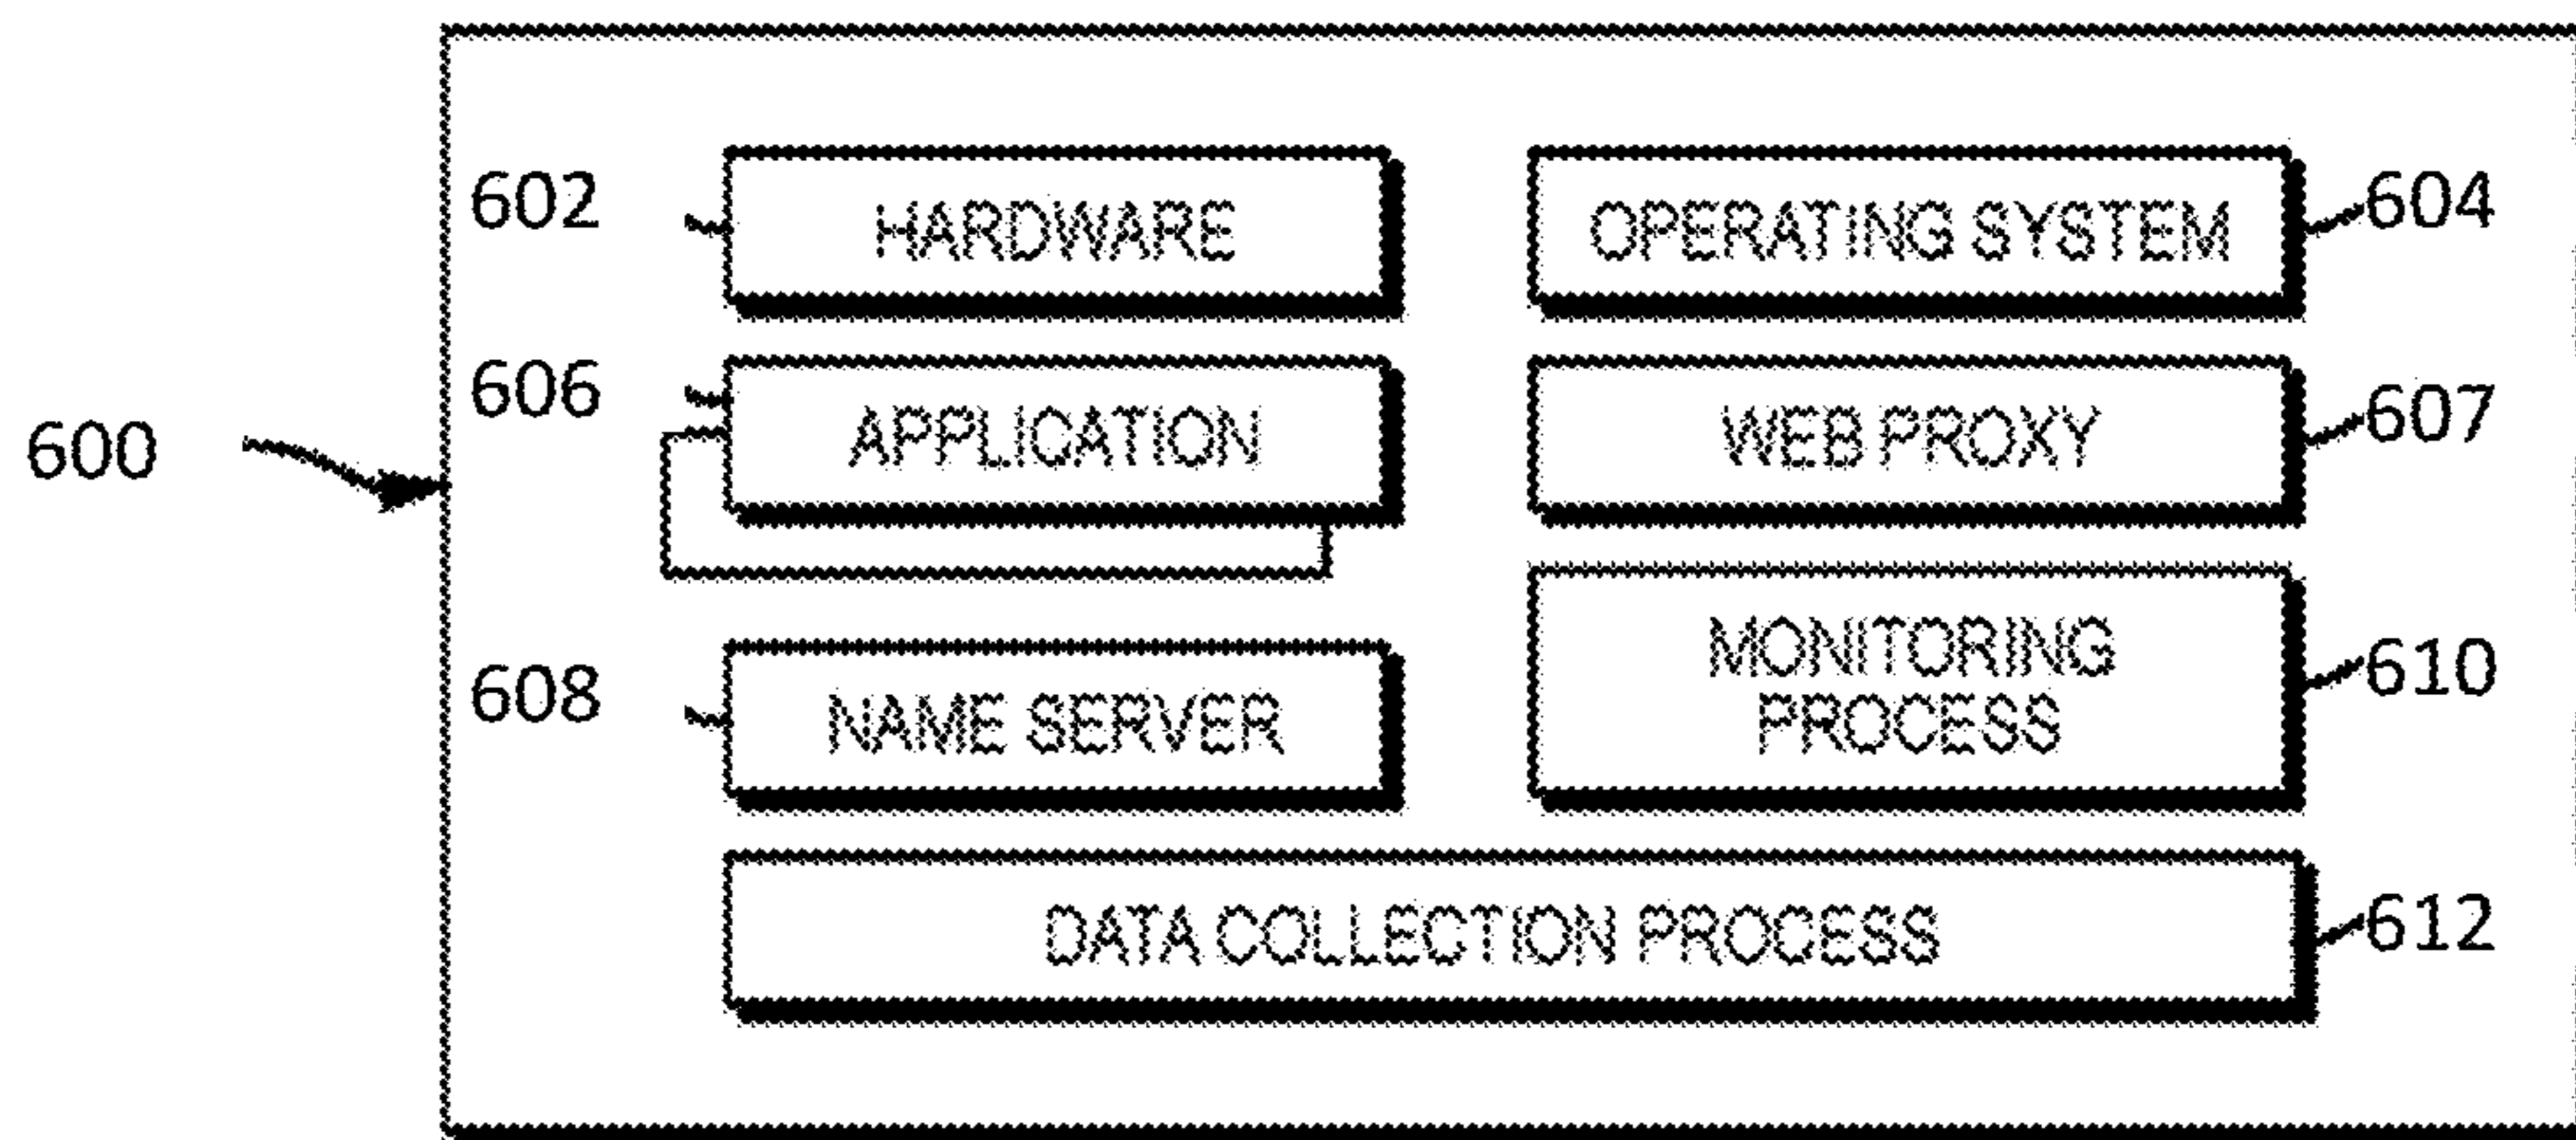 602 HARDWARE OPERATING SYSTEM 604
606 APPLICATION WEB PROXY 607
600
608 NAME SERVER MONITORING PROCESS 610
DATA COLLECTION PROCESS 612